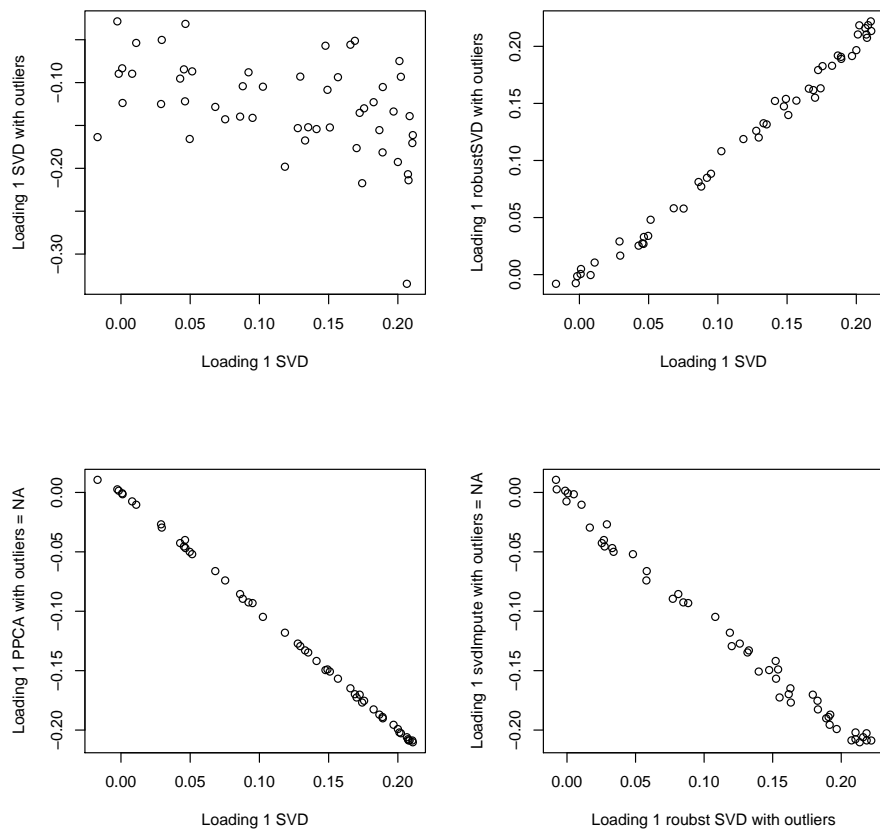 Loading 1 SVD with outliers
−0.30
−0.20
−0.10
0.00 0.05 0.10 0.15 0.20
Loading 1 SVD
Loading 1 robustSVD with outliers
0.00 0.05 0.10 0.15 0.20
0.00 0.05 0.10 0.15 0.20
Loading 1 SVD
Loading 1 PPCA with outliers = NA
−0.20 −0.15 −0.10 −0.05 0.00
0.00 0.05 0.10 0.15 0.20
Loading 1 SVD
Loading 1 svdImpute with outliers = NA
−0.20 −0.15 −0.10 −0.05 0.00
0.00 0.05 0.10 0.15 0.20
Loading 1 roubst SVD with outliers